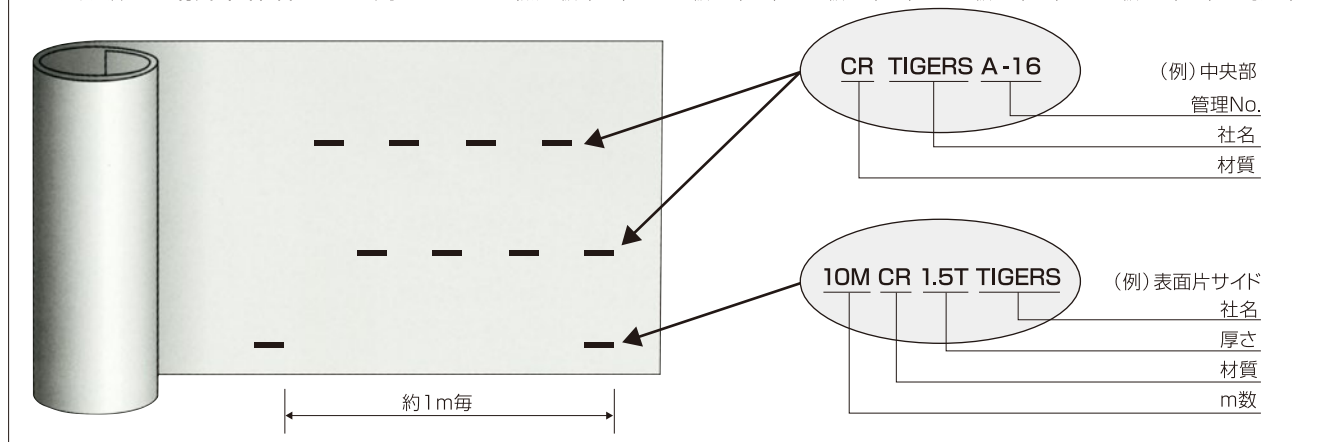 CR TIGERS A-16
(例)中央部
管理No.
社名
材質
10M CR 1.5T TIGERS
(例)表面片サイド
社名
厚さ
材質
m数
約1m毎